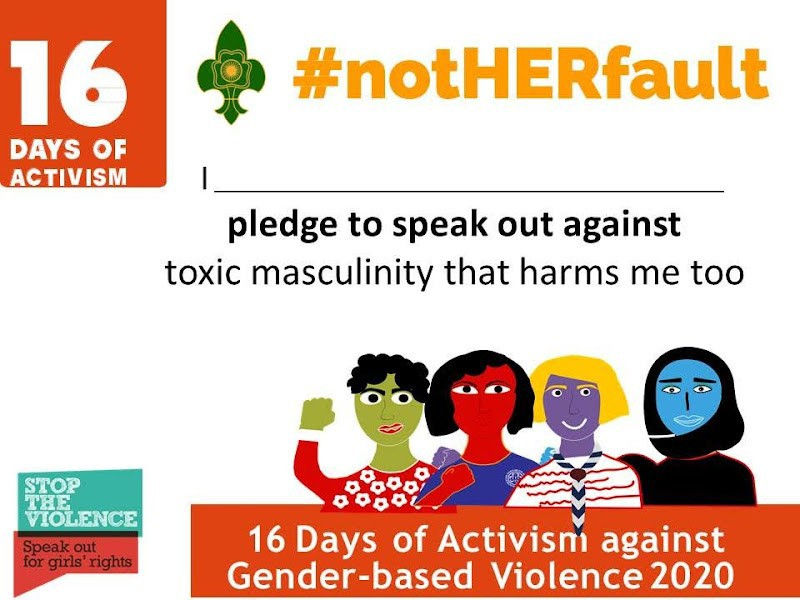 16
DAYS OF
ACTIVISM
#notHERfault
I ______________________________
pledge to speak out against
toxic masculinity that harms me too
STOP
THE
VIOLENCE
Speak out
for girls' rights
16 Days of Activism against
Gender-based Violence 2020